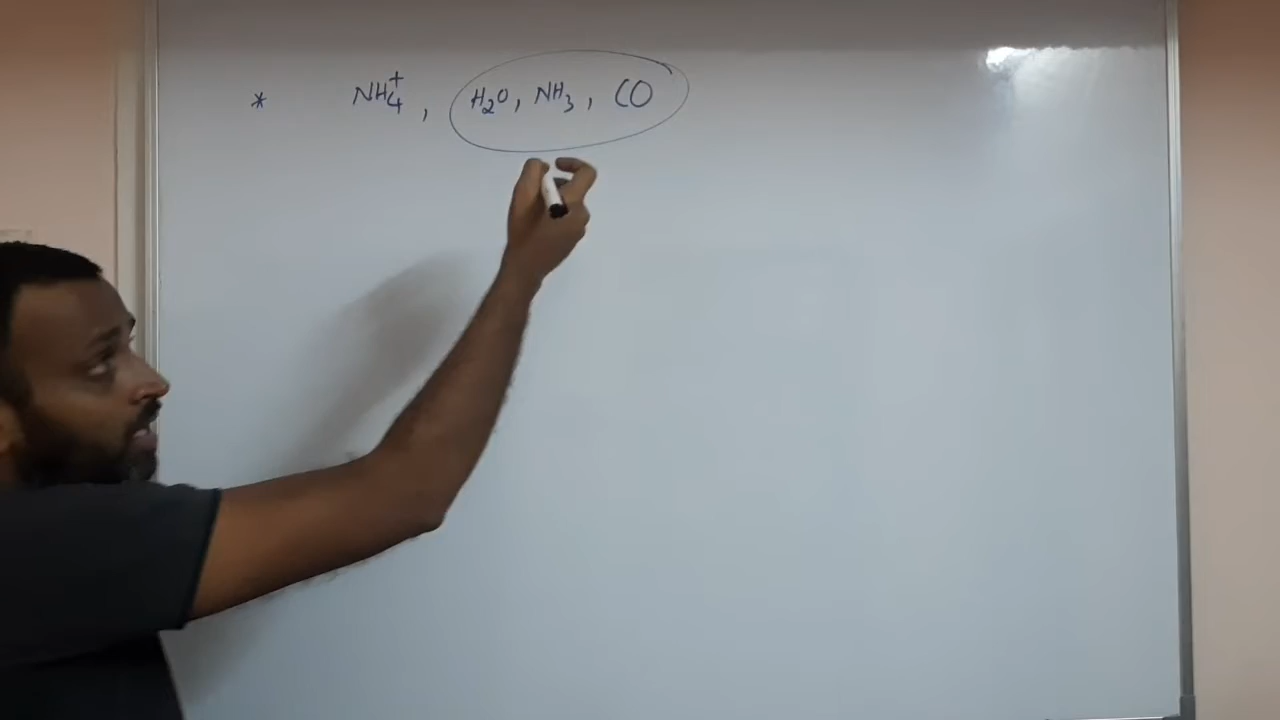 * NH₄⁺, H₂O, NH₃, CO